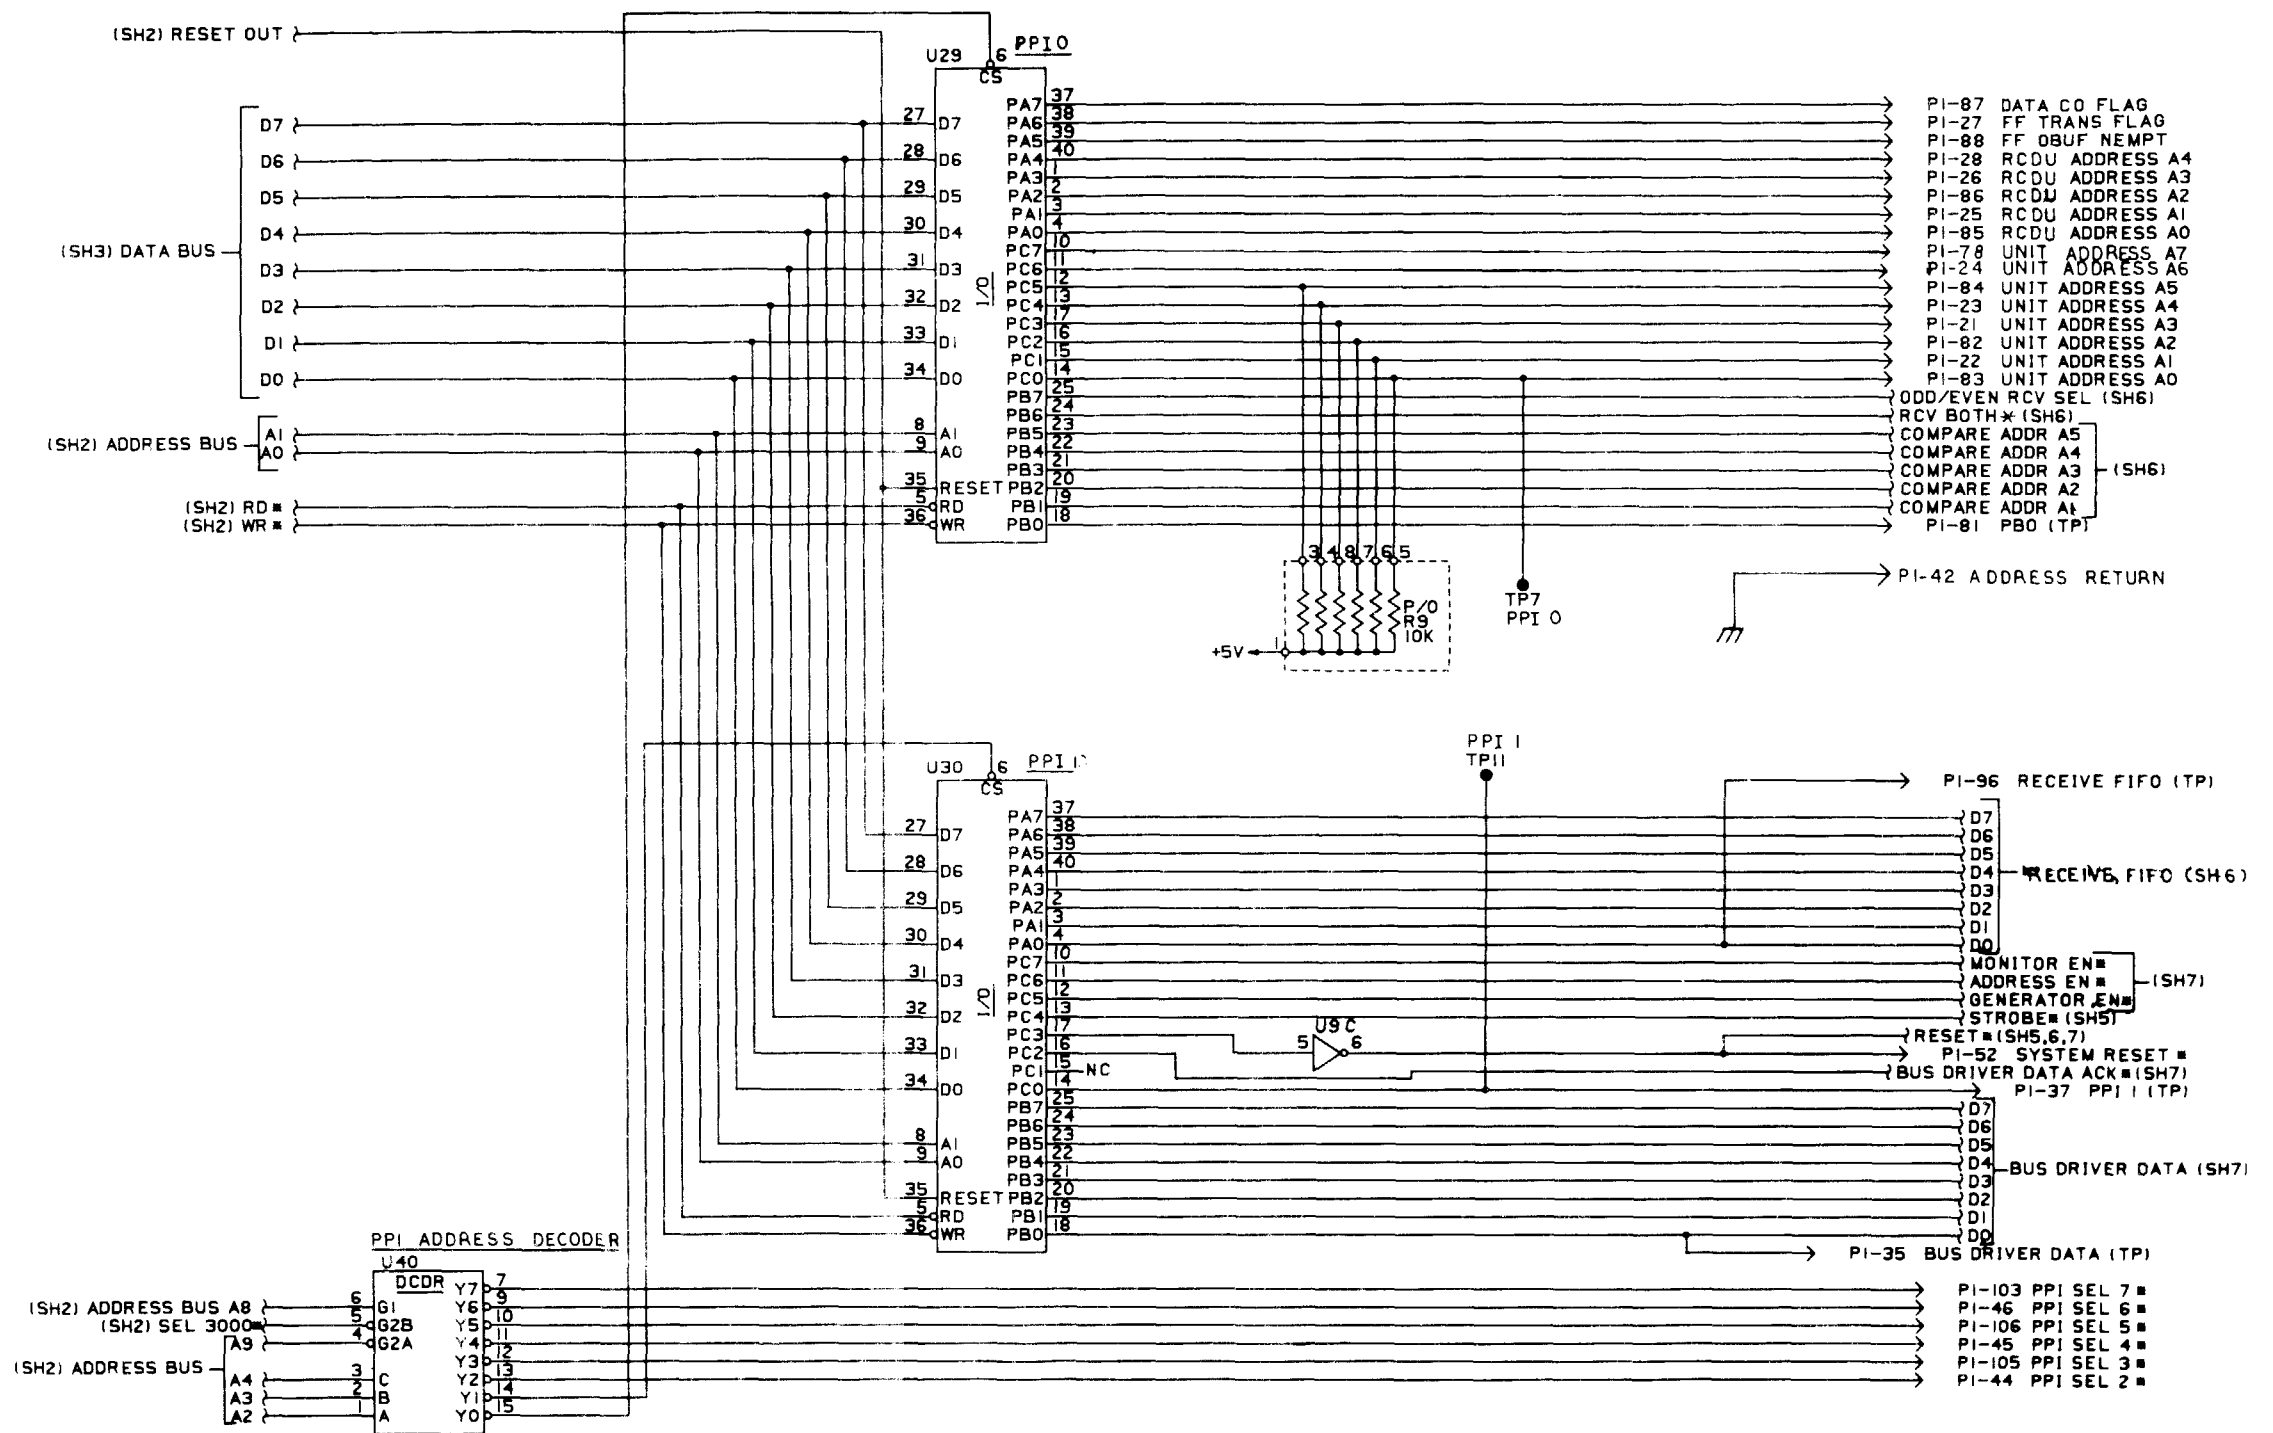 (SH2) RESET OUT
U29
PPI0
6
CS
(SH3) DATA BUS
D7
D6
D5
D4
D3
D2
D1
D0
(SH2) ADDRESS BUS
A1
A0
(SH2) RD*
(SH2) WR*
27 D7
28 D6
29 D5
30 D4
31 D3
32 D2
33 D1
34 D0
8 A1
9 A0
35 RESET
5 RD
36 WR
I/O
PA7 37 P1-87 DATA CO FLAG
PA6 38 P1-27 FF TRANS FLAG
PA5 39 P1-88 FF OBUF NEMPT
PA4 40 P1-28 RCDU ADDRESS A4
PA3 1 P1-26 RCDU ADDRESS A3
PA2 2 P1-86 RCDU ADDRESS A2
PA1 3 P1-25 RCDU ADDRESS A1
PA0 4 P1-85 RCDU ADDRESS A0
PC7 10 P1-78 UNIT ADDRESS A7
PC6 11 P1-24 UNIT ADDRESS A6
PC5 12 P1-84 UNIT ADDRESS A5
PC4 13 P1-23 UNIT ADDRESS A4
PC3 17 P1-21 UNIT ADDRESS A3
PC2 16 P1-82 UNIT ADDRESS A2
PC1 15 P1-22 UNIT ADDRESS A1
PC0 14 P1-83 UNIT ADDRESS A0
PB7 25 ODD/EVEN RCV SEL (SH6)
PB6 24 RCV BOTH* (SH6)
PB5 23 COMPARE ADDR A5
PB4 22 COMPARE ADDR A4
PB3 21 COMPARE ADDR A3
PB2 20 COMPARE ADDR A2
PB1 19 COMPARE ADDR A1
(SH6)
PB0 18 P1-81 PB0 (TP)
3 4 8 7 6 5
P/O
R9
10K
+5V 1
TP7
PPI 0
P1-42 ADDRESS RETURN
U30
PPI 1
6
CS
PPI 1
TP11
P1-96 RECEIVE FIFO (TP)
27 D7
28 D6
29 D5
30 D4
31 D3
32 D2
33 D1
34 D0
8 A1
9 A0
35 RESET
5 RD
36 WR
I/O
PA7 37 D7
PA6 38 D6
PA5 39 D5
PA4 40 D4
PA3 1 D3
PA2 2 D2
PA1 3 D1
PA0 4 D0
RECEIVE FIFO (SH6)
PC7 10 MONITOR EN*
PC6 11 ADDRESS EN*
PC5 12 GENERATOR EN*
(SH7)
PC4 13 STROBE* (SH5)
PC3 17
U9C
5 6
RESET* (SH5,6,7)
P1-52 SYSTEM RESET *
PC2 16 BUS DRIVER DATA ACK* (SH7)
PC1 15 NC
PC0 14 P1-37 PPI 1 (TP)
PB7 25 D7
PB6 24 D6
PB5 23 D5
PB4 22 D4
PB3 21 D3
PB2 20 D2
PB1 19 D1
PB0 18 D0
BUS DRIVER DATA (SH7)
P1-35 BUS DRIVER DATA (TP)
PPI ADDRESS DECODER
U40
DCDR
(SH2) ADDRESS BUS A8 6 G1
(SH2) SEL 3000* 5 G2B
A9 4 G2A
(SH2) ADDRESS BUS
A4 3 C
A3 2 B
A2 1 A
Y7 7 P1-103 PPI SEL 7 *
Y6 9 P1-46 PPI SEL 6 *
Y5 10 P1-106 PPI SEL 5 *
Y4 11 P1-45 PPI SEL 4 *
Y3 12 P1-105 PPI SEL 3 *
Y2 13 P1-44 PPI SEL 2 *
Y1 14
Y0 15